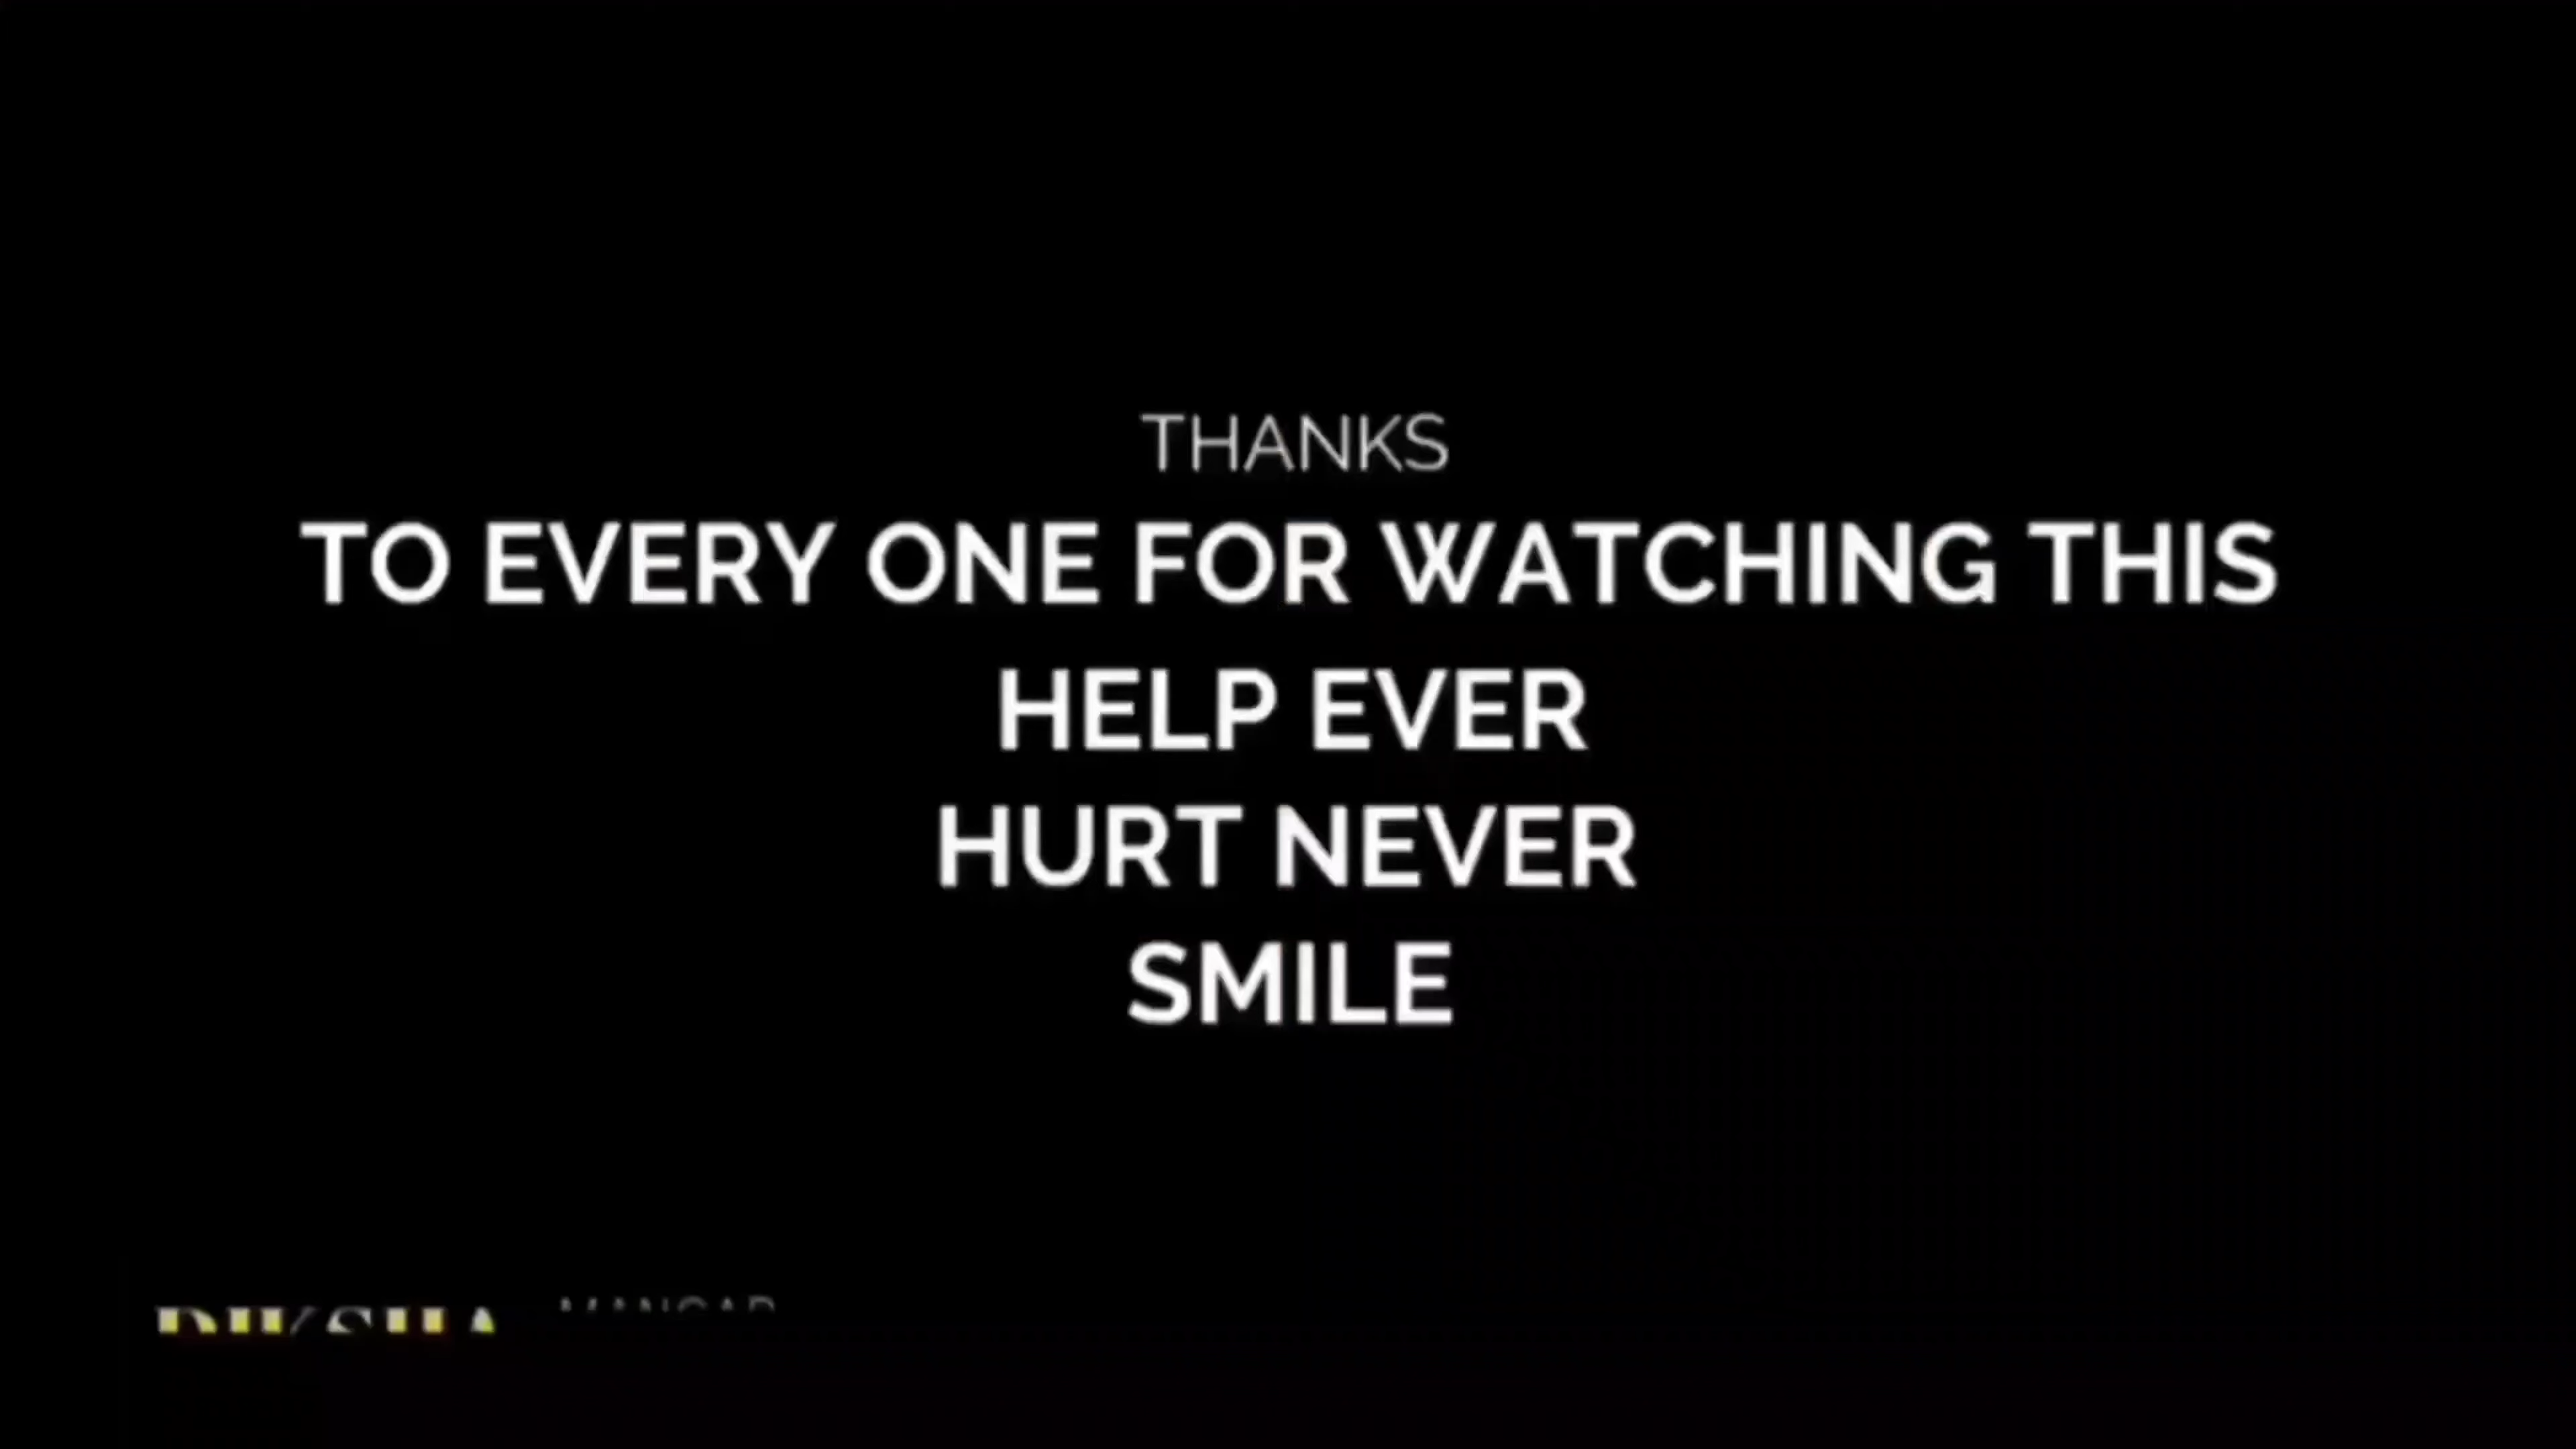 THANKS
TO EVERY ONE FOR WATCHING THIS
HELP EVER
HURT NEVER
SMILE